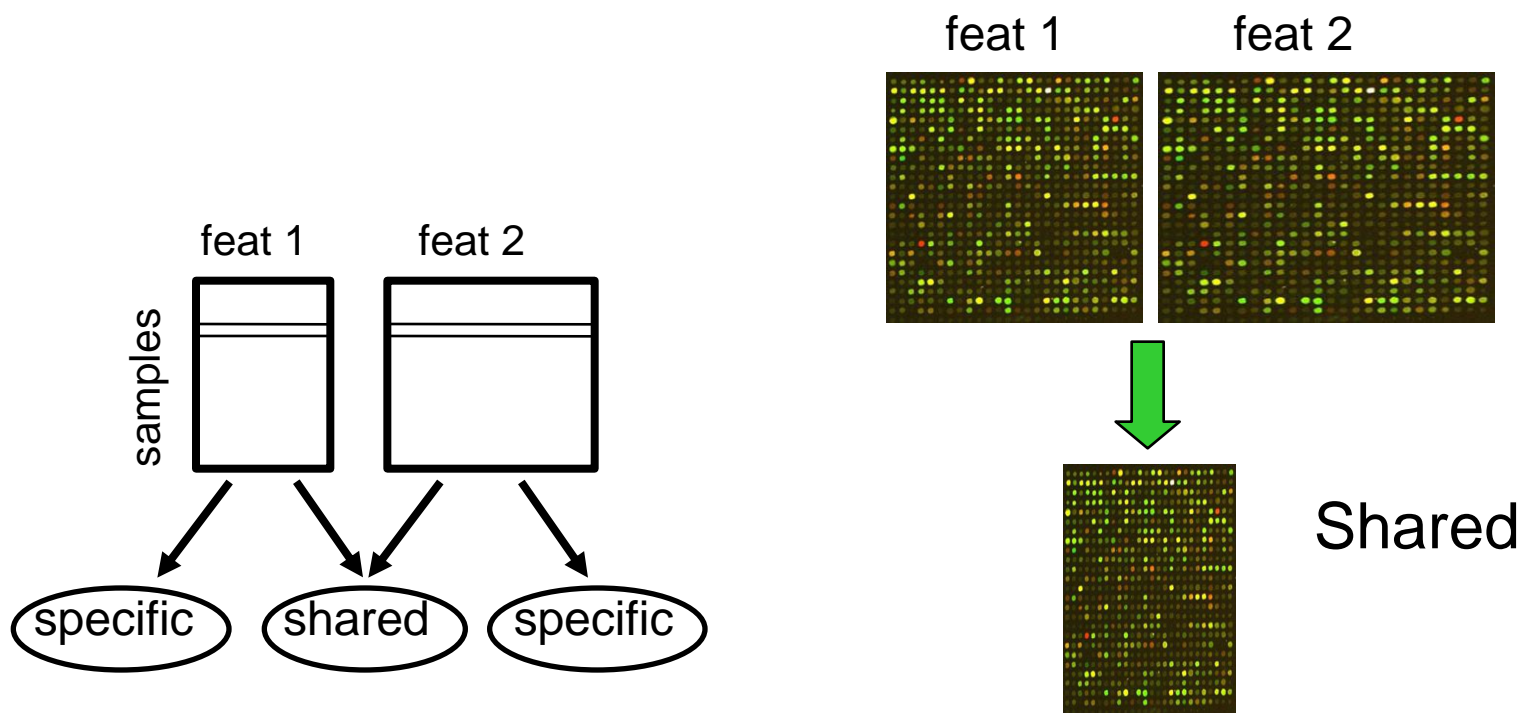 feat 1
feat 2
samples
specific
shared
specific
feat 1
feat 2
Shared